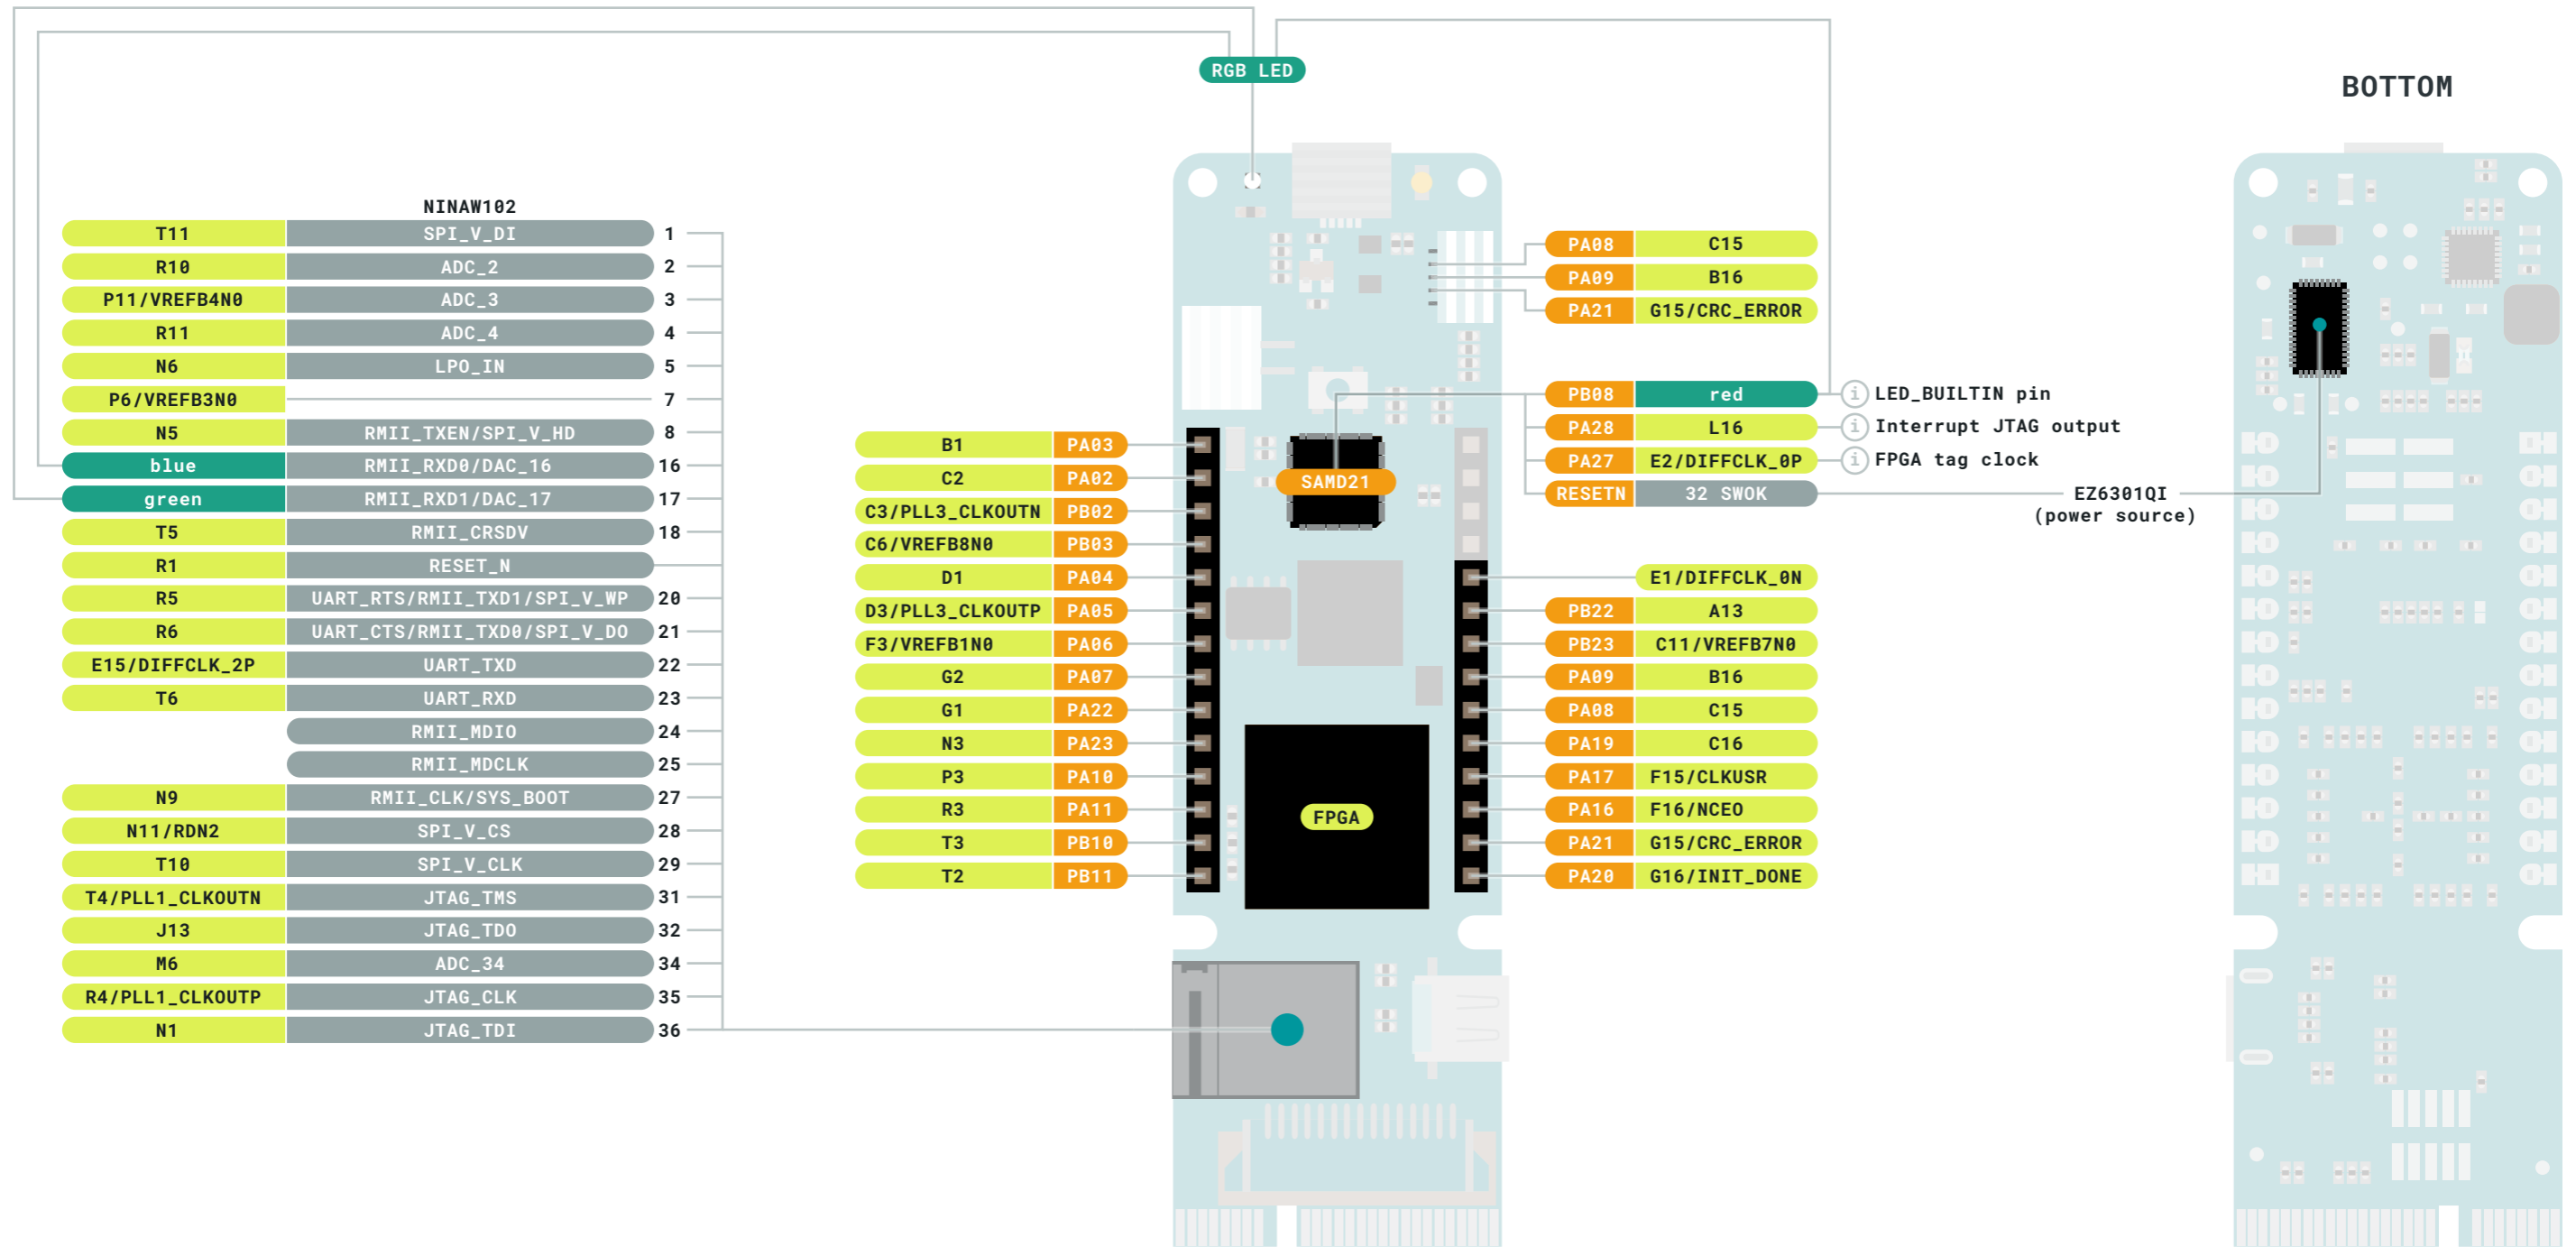 RGB LED
BOTTOM
NINAW102
T11 SPI_V_DI 1
R10 ADC_2 2
P11/VREFB4N0 ADC_3 3
R11 ADC_4 4
N6 LPO_IN 5
P6/VREFB3N0 7
N5 RMII_TXEN/SPI_V_HD 8
blue RMII_RXD0/DAC_16 16
green RMII_RXD1/DAC_17 17
T5 RMII_CRSDV 18
R1 RESET_N
R5 UART_RTS/RMII_TXD1/SPI_V_WP 20
R6 UART_CTS/RMII_TXD0/SPI_V_DO 21
E15/DIFFCLK_2P UART_TXD 22
T6 UART_RXD 23
RMII_MDIO 24
RMII_MDCLK 25
N9 RMII_CLK/SYS_BOOT 27
N11/RDN2 SPI_V_CS 28
T10 SPI_V_CLK 29
T4/PLL1_CLKOUTN JTAG_TMS 31
J13 JTAG_TDO 32
M6 ADC_34 34
R4/PLL1_CLKOUTP JTAG_CLK 35
N1 JTAG_TDI 36
B1 PA03
C2 PA02
C3/PLL3_CLKOUTN PB02
C6/VREFB8N0 PB03
D1 PA04
D3/PLL3_CLKOUTP PA05
F3/VREFB1N0 PA06
G2 PA07
G1 PA22
N3 PA23
P3 PA10
R3 PA11
T3 PB10
T2 PB11
SAMD21
FPGA
PA08 C15
PA09 B16
PA21 G15/CRC_ERROR
PB08 red i LED_BUILTIN pin
PA28 L16 i Interrupt JTAG output
PA27 E2/DIFFCLK_0P i FPGA tag clock
RESETN 32 SWOK EZ6301QI
(power source)
E1/DIFFCLK_0N
PB22 A13
PB23 C11/VREFB7N0
PA09 B16
PA08 C15
PA19 C16
PA17 F15/CLKUSR
PA16 F16/NCEO
PA21 G15/CRC_ERROR
PA20 G16/INIT_DONE